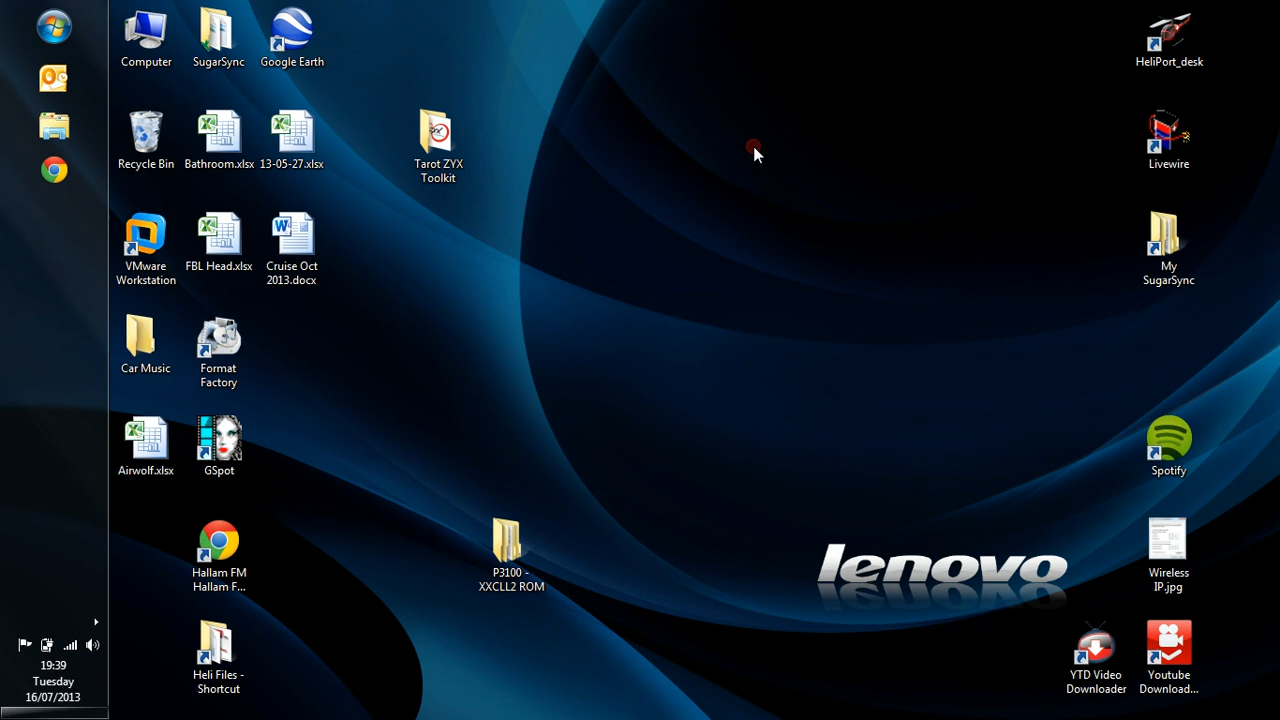 Computer
SugarSync
Google Earth
HeliPort_desk
Recycle Bin
Bathroom.xlsx
13-05-27.xlsx
Tarot ZYX
Toolkit
Livewire
VMware
Workstation
FBL Head.xlsx
Cruise Oct
2013.docx
My
SugarSync
Car Music
Format
Factory
Airwolf.xlsx
GSpot
Spotify
Hallam FM
Hallam F...
P3100 -
XXCLL2 ROM
lenovo
Wireless
IP.jpg
Heli Files -
Shortcut
YTD Video
Downloader
Youtube
Download...
19:39
Tuesday
16/07/2013